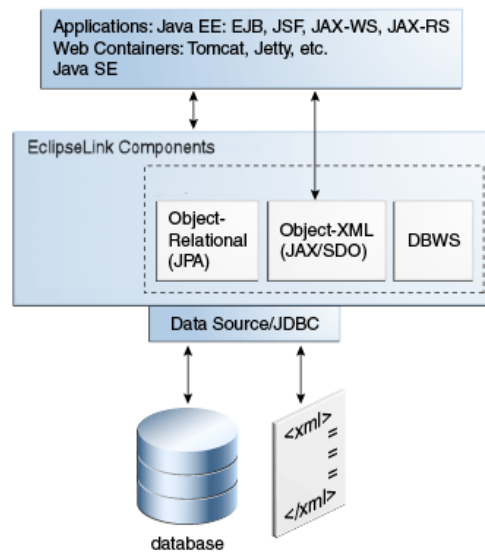 Applications: Java EE: EJB, JSF, JAX-WS, JAX-RS
Web Containers: Tomcat, Jetty, etc.
Java SE
EclipseLink Components
Object-
Relational
(JPA)
Object-XML
(JAX/SDO)
DBWS
Data Source/JDBC
<xml>
=
=
=
</xml>
database